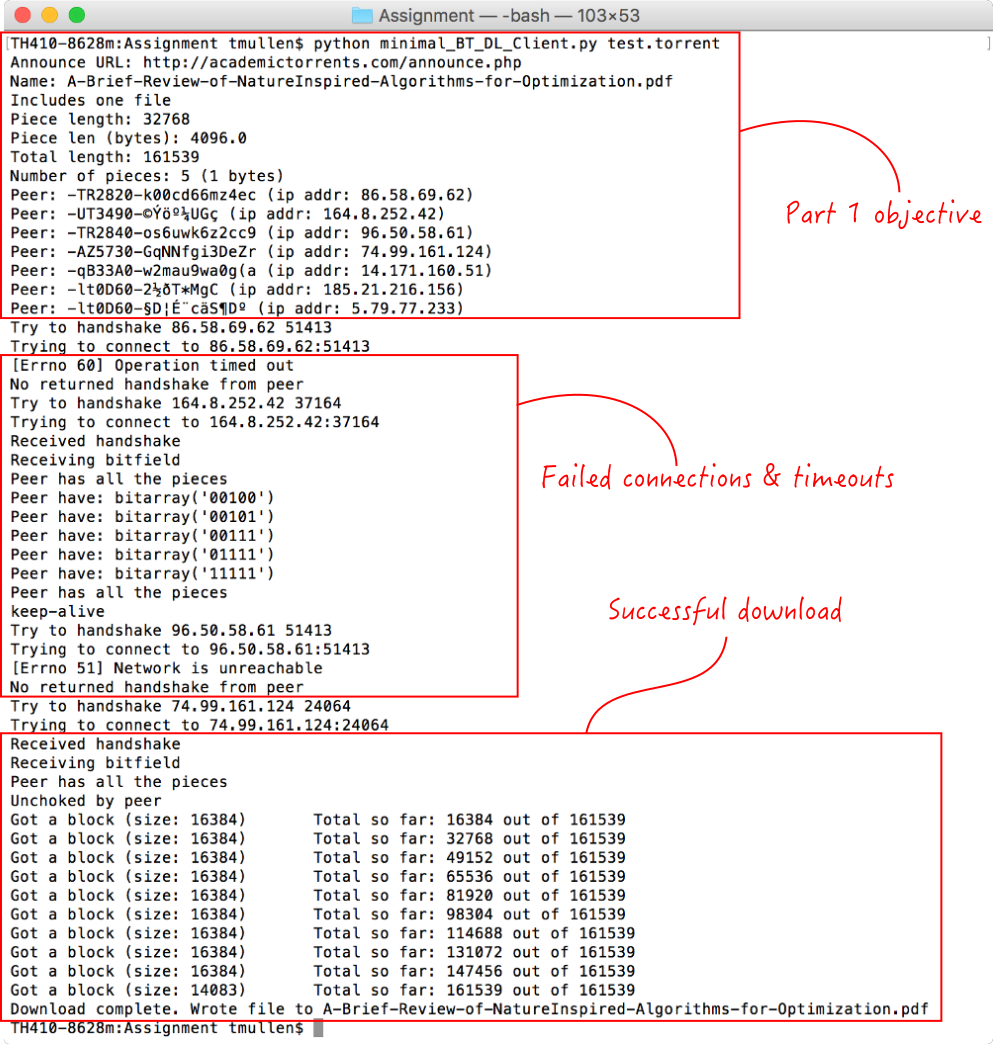 Assignment — -bash — 103×53
[TH410-8628m:Assignment tmullen$ python minimal_BT_DL_Client.py test.torrent ]
Announce URL: http://academictorrents.com/announce.php
Name: A-Brief-Review-of-NatureInspired-Algorithms-for-Optimization.pdf
Includes one file
Piece length: 32768
Piece len (bytes): 4096.0
Total length: 161539
Number of pieces: 5 (1 bytes)
Peer: -TR2820-k00cd66mz4ec (ip addr: 86.58.69.62)
Peer: -UT3490-©Ýöº¼UGç (ip addr: 164.8.252.42)
Peer: -TR2840-os6uwk6z2cc9 (ip addr: 96.50.58.61)
Peer: -AZ5730-GqNNfgi3DeZr (ip addr: 74.99.161.124)
Peer: -qB33A0-w2mau9wa0g(a (ip addr: 14.171.160.51)
Peer: -lt0D60-2½ðT*MgC (ip addr: 185.21.216.156)
Peer: -lt0D60-§D¦É¨cäS¶Dº (ip addr: 5.79.77.233)
Part 1 objective
Try to handshake 86.58.69.62 51413
Trying to connect to 86.58.69.62:51413
[Errno 60] Operation timed out
No returned handshake from peer
Try to handshake 164.8.252.42 37164
Trying to connect to 164.8.252.42:37164
Received handshake
Receiving bitfield
Peer has all the pieces
Peer have: bitarray('00100')
Peer have: bitarray('00101')
Peer have: bitarray('00111')
Peer have: bitarray('01111')
Peer have: bitarray('11111')
Peer has all the pieces
keep-alive
Try to handshake 96.50.58.61 51413
Trying to connect to 96.50.58.61:51413
[Errno 51] Network is unreachable
No returned handshake from peer
Failed connections & timeouts
Try to handshake 74.99.161.124 24064
Trying to connect to 74.99.161.124:24064
Successful download
Received handshake
Receiving bitfield
Peer has all the pieces
Unchoked by peer
Got a block (size: 16384) Total so far: 16384 out of 161539
Got a block (size: 16384) Total so far: 32768 out of 161539
Got a block (size: 16384) Total so far: 49152 out of 161539
Got a block (size: 16384) Total so far: 65536 out of 161539
Got a block (size: 16384) Total so far: 81920 out of 161539
Got a block (size: 16384) Total so far: 98304 out of 161539
Got a block (size: 16384) Total so far: 114688 out of 161539
Got a block (size: 16384) Total so far: 131072 out of 161539
Got a block (size: 16384) Total so far: 147456 out of 161539
Got a block (size: 14083) Total so far: 161539 out of 161539
Download complete. Wrote file to A-Brief-Review-of-NatureInspired-Algorithms-for-Optimization.pdf
TH410-8628m:Assignment tmullen$